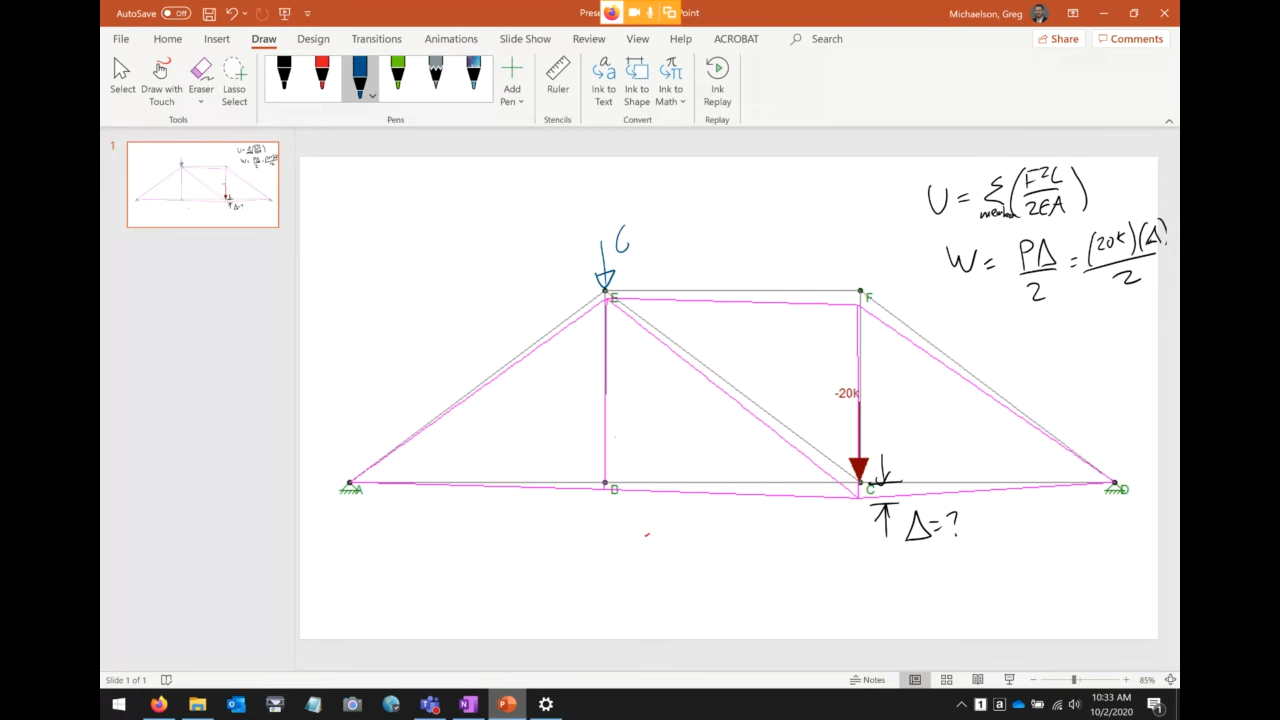 AutoSave Off
Prese
Point
Michaelson, Greg
File Home Insert Draw Design Transitions Animations Slide Show Review View Help ACROBAT Search
Share Comments
Select Draw with Touch Eraser Lasso Select
Add Pen
Ruler
Ink to Text Ink to Shape Ink to Math
Ink Replay
Tools Pens Stencils Convert Replay
1
U = Σ (F²L / 2EA)
W = PΔ / 2 = (20k)(Δ) / 2
E
F
-20k
A
D
C
D
Δ=?
Slide 1 of 1
Notes
85%
10:33 AM
10/2/2020